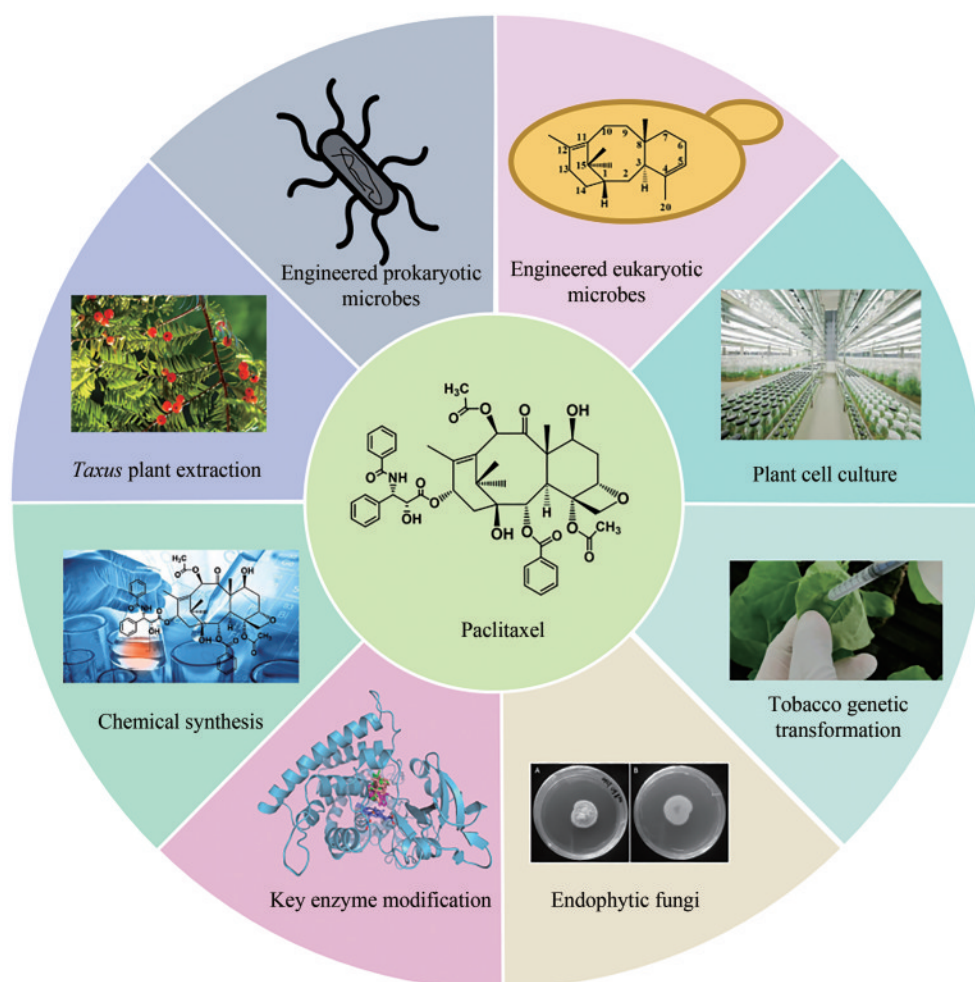 Engineered prokaryotic
microbes
10
9
11
12
8
7
6
5
15
13
1
2
3
4
14
H
H
20
Engineered eukaryotic
microbes
Taxus plant extraction
Plant cell culture
H₃C
O
O
O
OH
O
NH
O
O
OH
OH
O
O
H
O
O
CH₃
O
Paclitaxel
H₃C
Chemical synthesis
Tobacco genetic
transformation
Key enzyme modification
A
B
Endophytic fungi